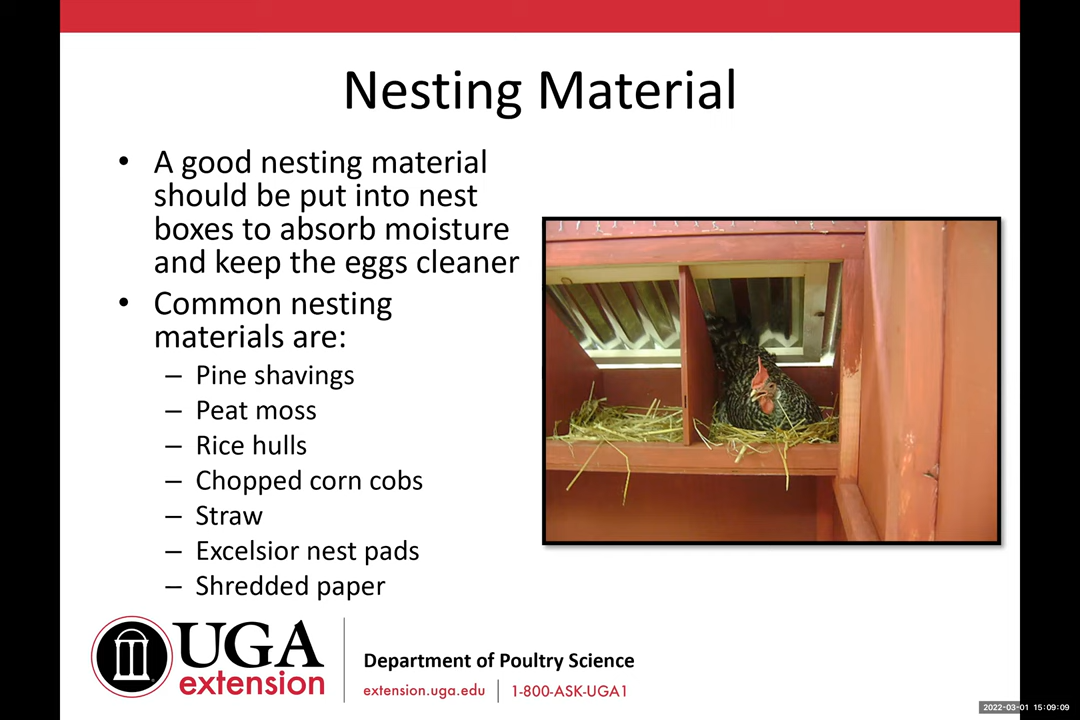 Nesting Material
• A good nesting material
should be put into nest
boxes to absorb moisture
and keep the eggs cleaner
• Common nesting
materials are:
– Pine shavings
– Peat moss
– Rice hulls
– Chopped corn cobs
– Straw
– Excelsior nest pads
– Shredded paper
UGA
extension
Department of Poultry Science
extension.uga.edu | 1-800-ASK-UGA1
2022-03-01 15:09:09